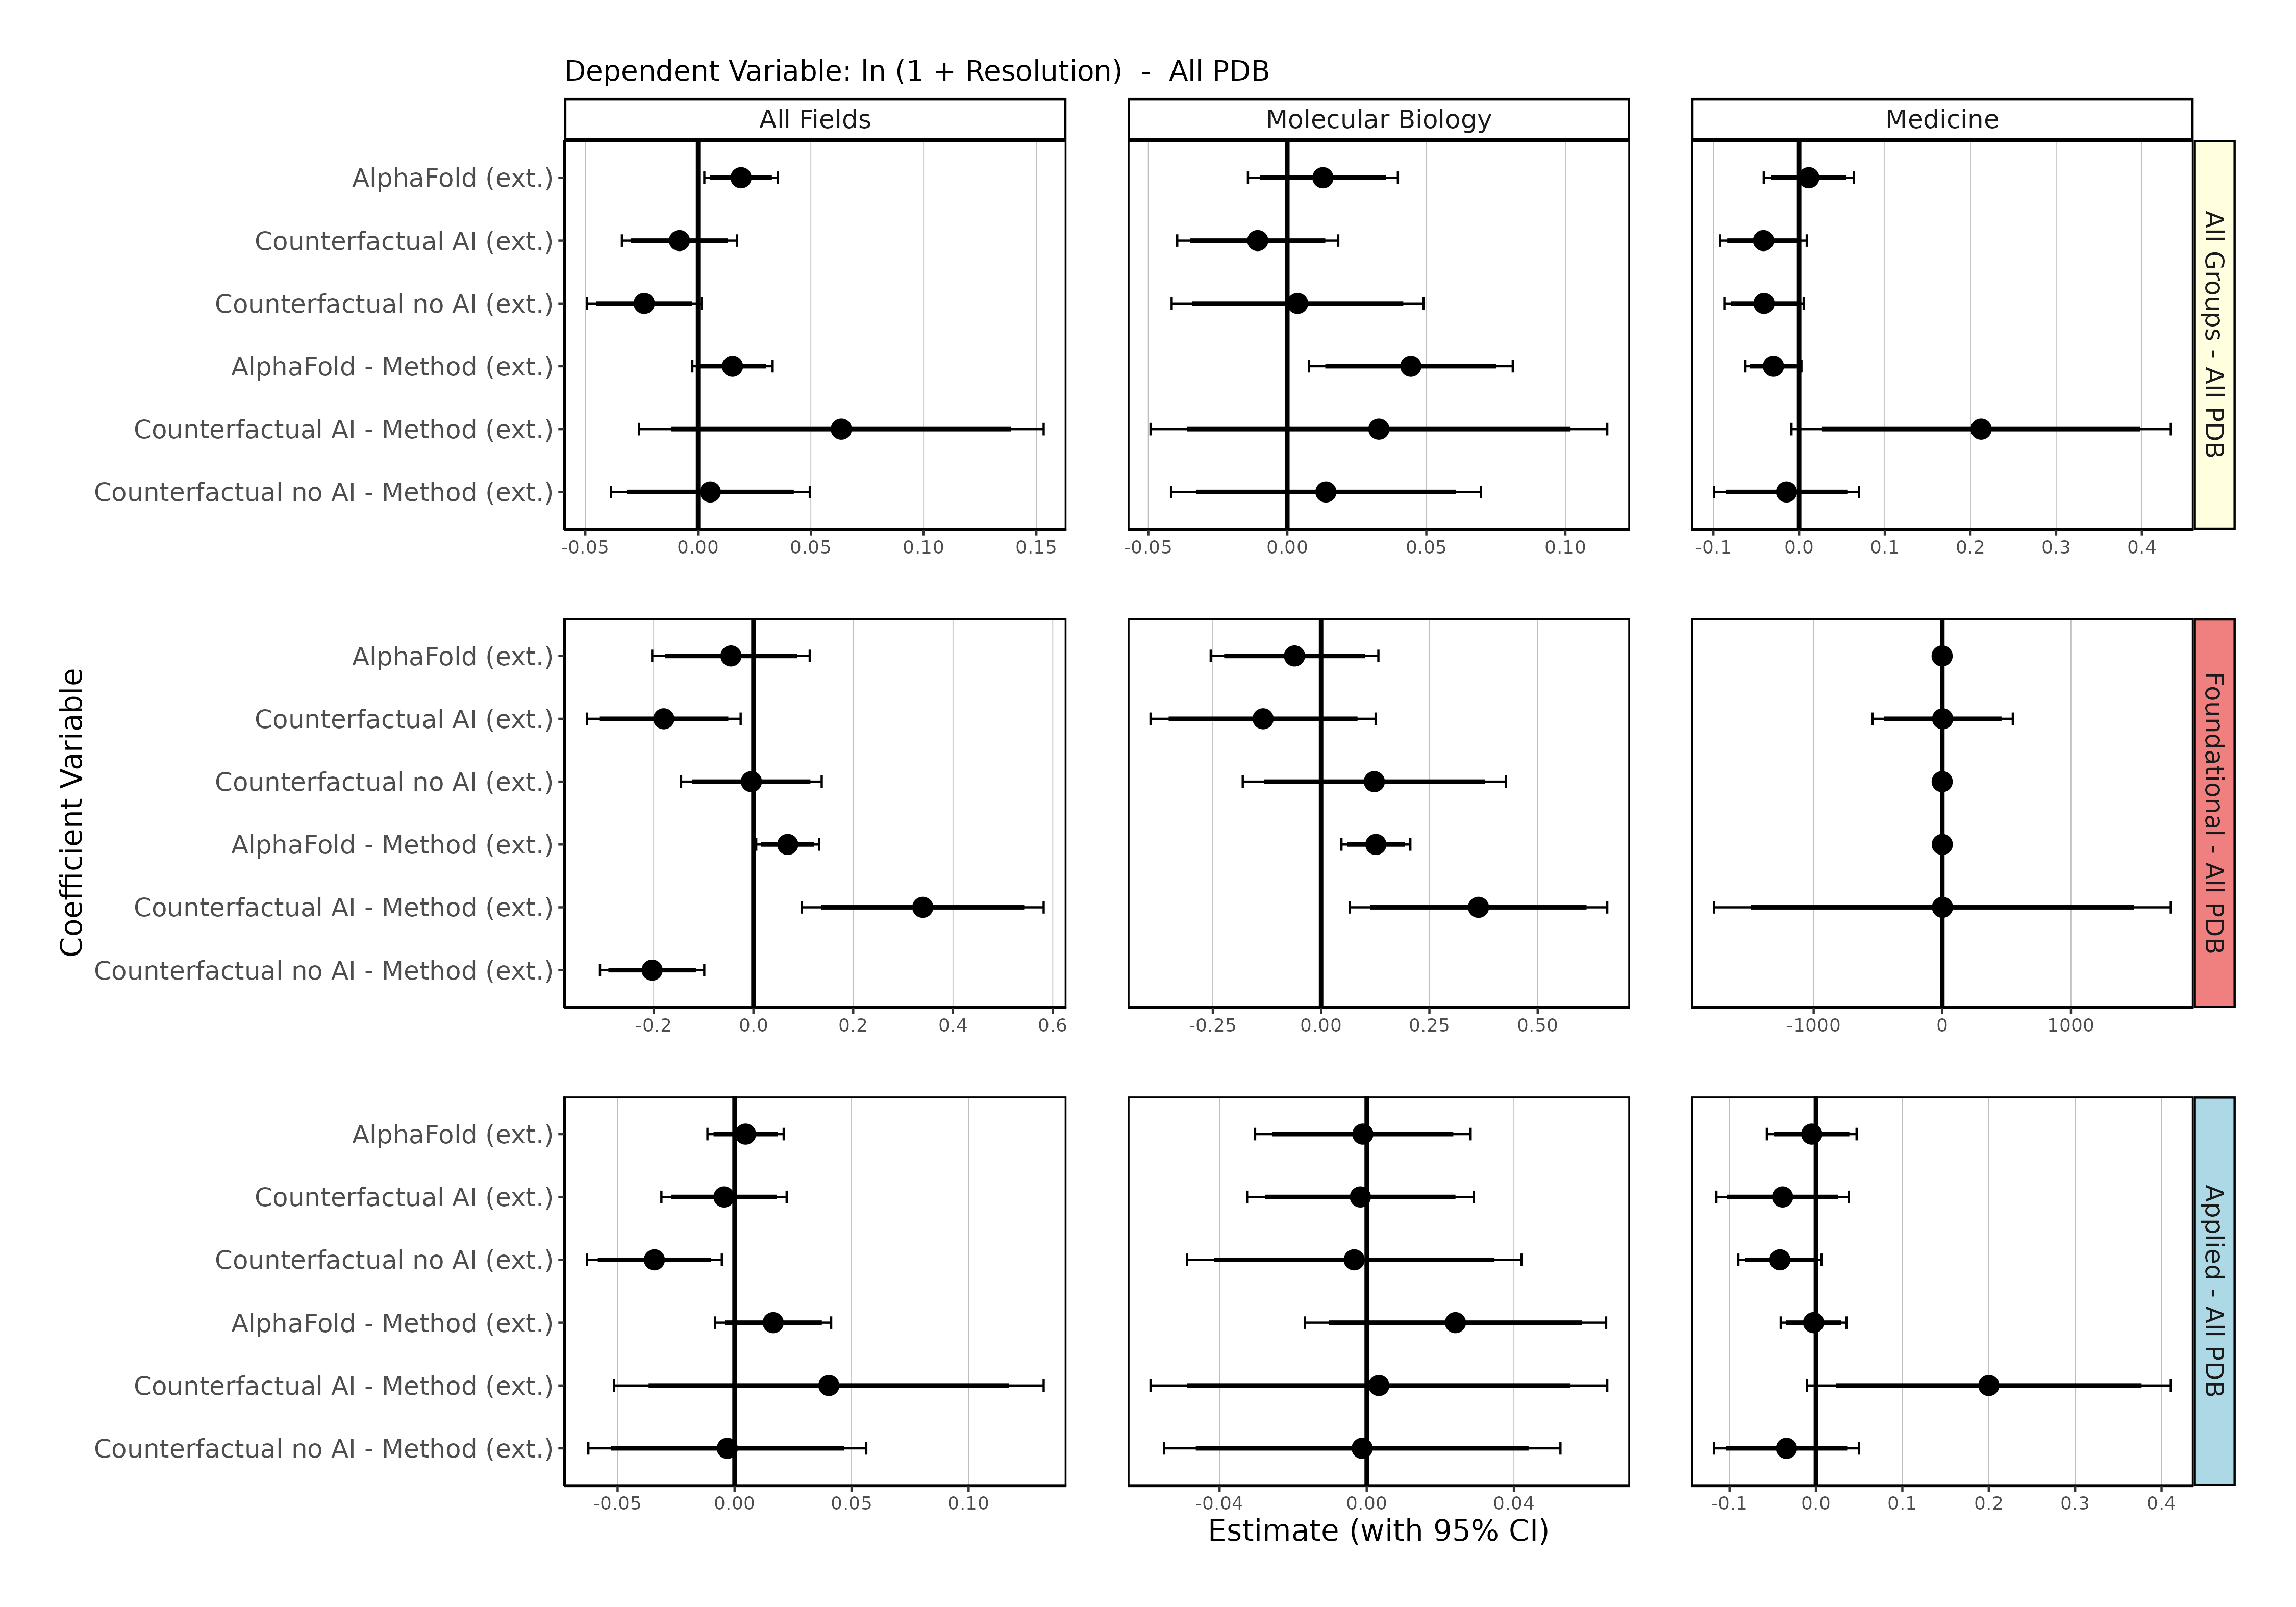 Dependent Variable: ln (1 + Resolution)  -  All PDB
All Fields
Molecular Biology
Medicine
AlphaFold (ext.)
Counterfactual AI (ext.)
Counterfactual no AI (ext.)
AlphaFold - Method (ext.)
Counterfactual AI - Method (ext.)
Counterfactual no AI - Method (ext.)
-0.05 0.00 0.05 0.10 0.15
-0.05 0.00 0.05 0.10
-0.1 0.0 0.1 0.2 0.3 0.4
All Groups - All PDB
Coefficient Variable
AlphaFold (ext.)
Counterfactual AI (ext.)
Counterfactual no AI (ext.)
AlphaFold - Method (ext.)
Counterfactual AI - Method (ext.)
Counterfactual no AI - Method (ext.)
-0.2 0.0 0.2 0.4 0.6
-0.25 0.00 0.25 0.50
-1000 0 1000
Foundational - All PDB
AlphaFold (ext.)
Counterfactual AI (ext.)
Counterfactual no AI (ext.)
AlphaFold - Method (ext.)
Counterfactual AI - Method (ext.)
Counterfactual no AI - Method (ext.)
-0.05 0.00 0.05 0.10
-0.04 0.00 0.04
-0.1 0.0 0.1 0.2 0.3 0.4
Applied - All PDB
Estimate (with 95% CI)